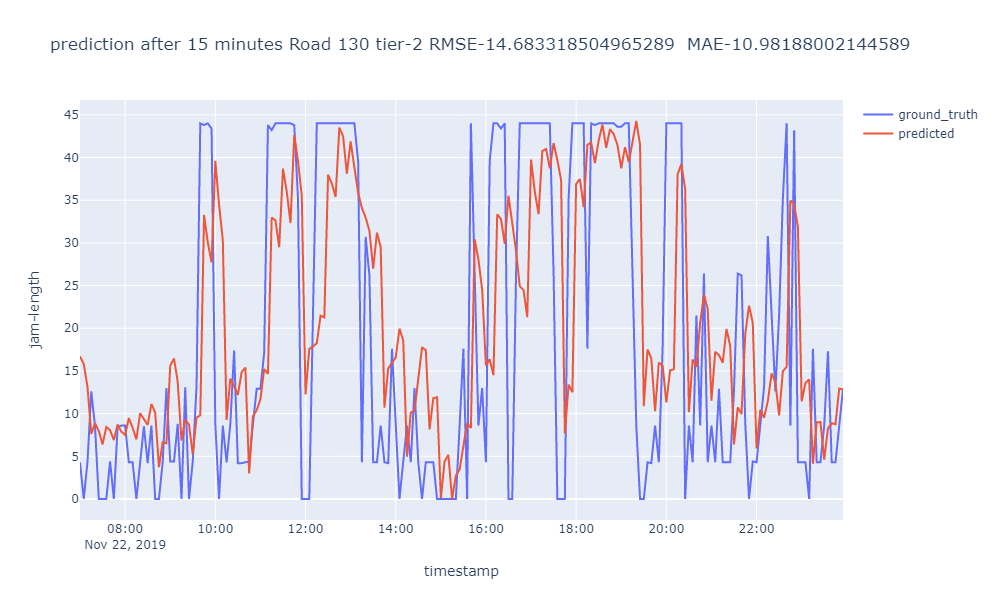 prediction after 15 minutes Road 130 tier-2 RMSE-14.683318504965289  MAE-10.98188002144589
ground_truth
predicted
45
40
35
30
25
20
15
10
5
0
jam-length
08:00 10:00 12:00 14:00 16:00 18:00 20:00 22:00
Nov 22, 2019
timestamp